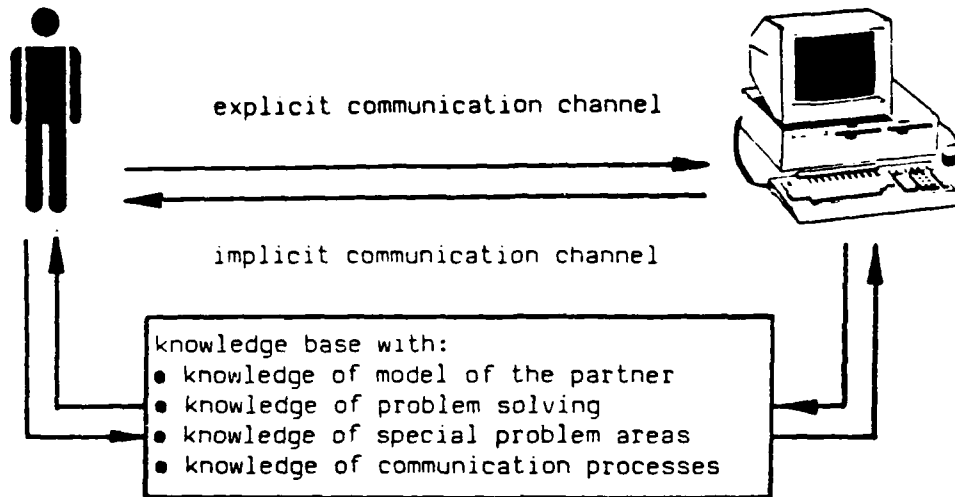 explicit communication channel
implicit communication channel
knowledge base with:
• knowledge of model of the partner
• knowledge of problem solving
• knowledge of special problem areas
• knowledge of communication processes